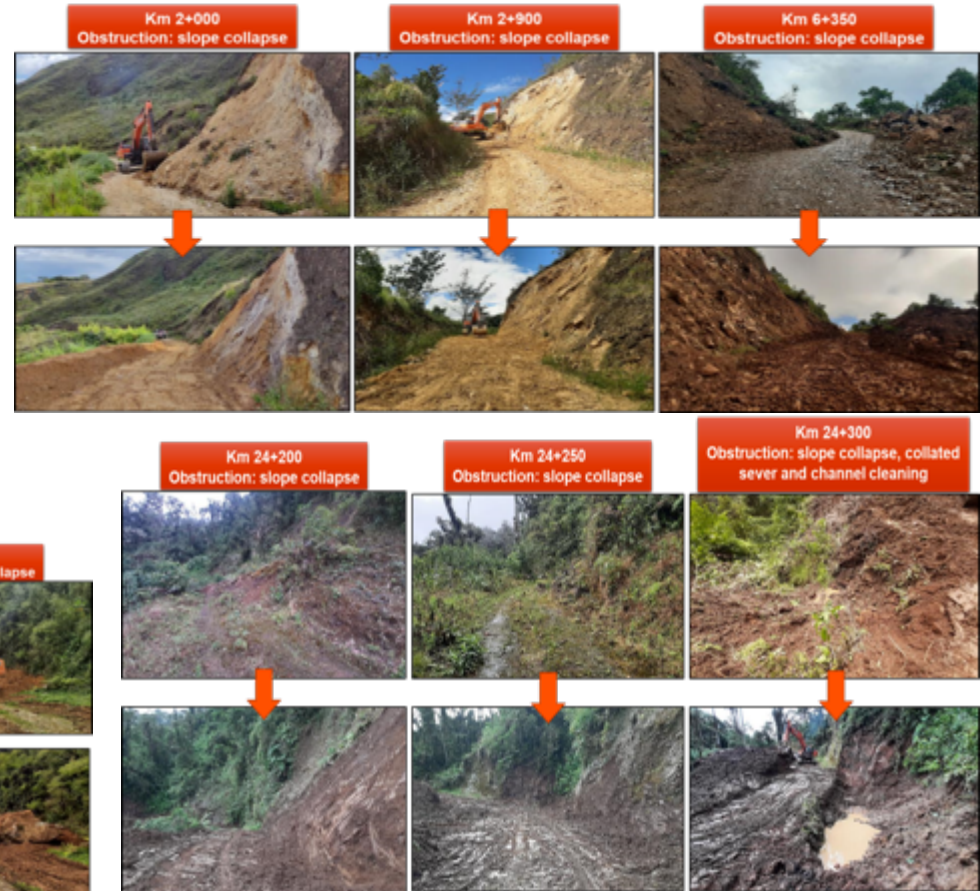 Km 2+000
Obstruction: slope collapse
Km 2+900
Obstruction: slope collapse
Km 6+350
Obstruction: slope collapse
Km 24+200
Obstruction: slope collapse
Km 24+250
Obstruction: slope collapse
Km 24+300
Obstruction: slope collapse, collated
sever and channel cleaning
lapse